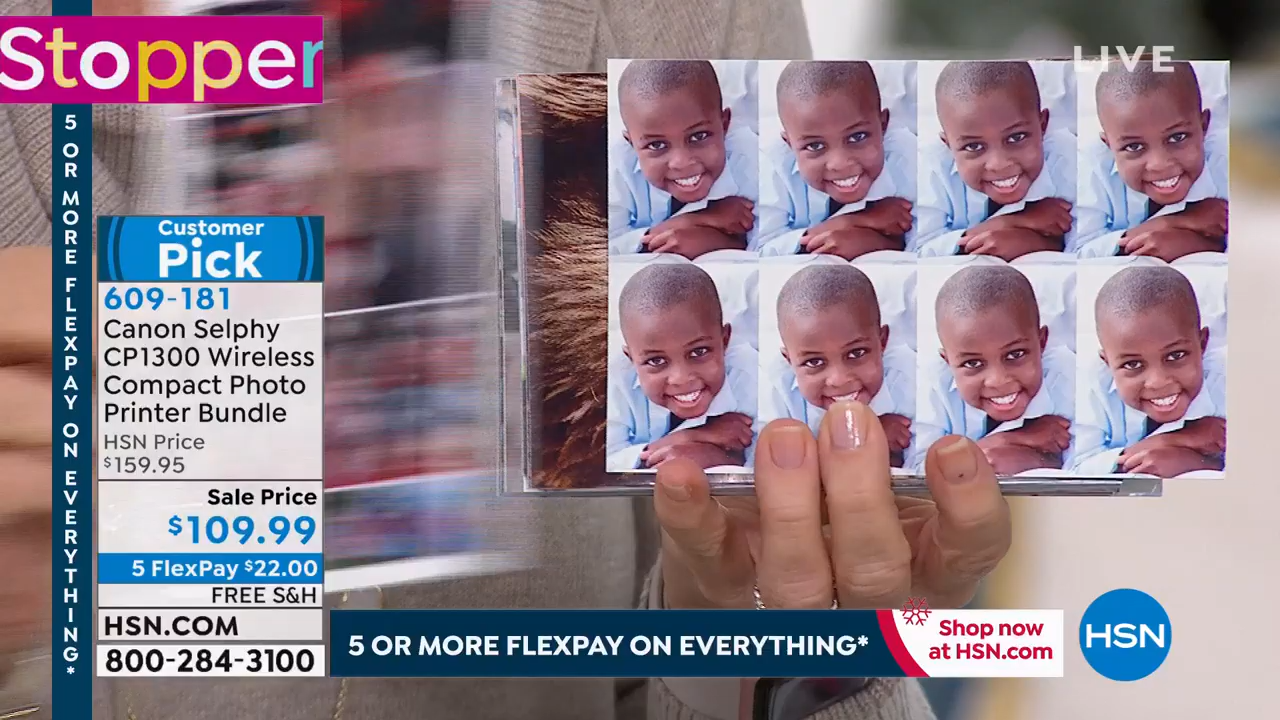 Stopper
LIVE
5 OR MORE FLEXPAY ON EVERYTHING*
Customer
Pick
609-181
Canon Selphy
CP1300 Wireless
Compact Photo
Printer Bundle
HSN Price
$159.95
Sale Price
$109.99
5 FlexPay $22.00
FREE S&H
HSN.COM
800-284-3100
5 OR MORE FLEXPAY ON EVERYTHING*
Shop now
at HSN.com
HSN